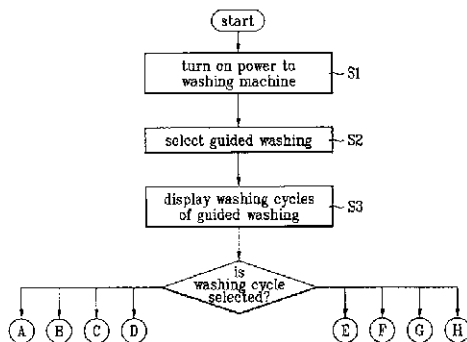 start
turn on power to
washing machine
S1
select guided washing
S2
display washing cycles
of guided washing
S3
is
washing cycle
selected?
A B C D E F G H